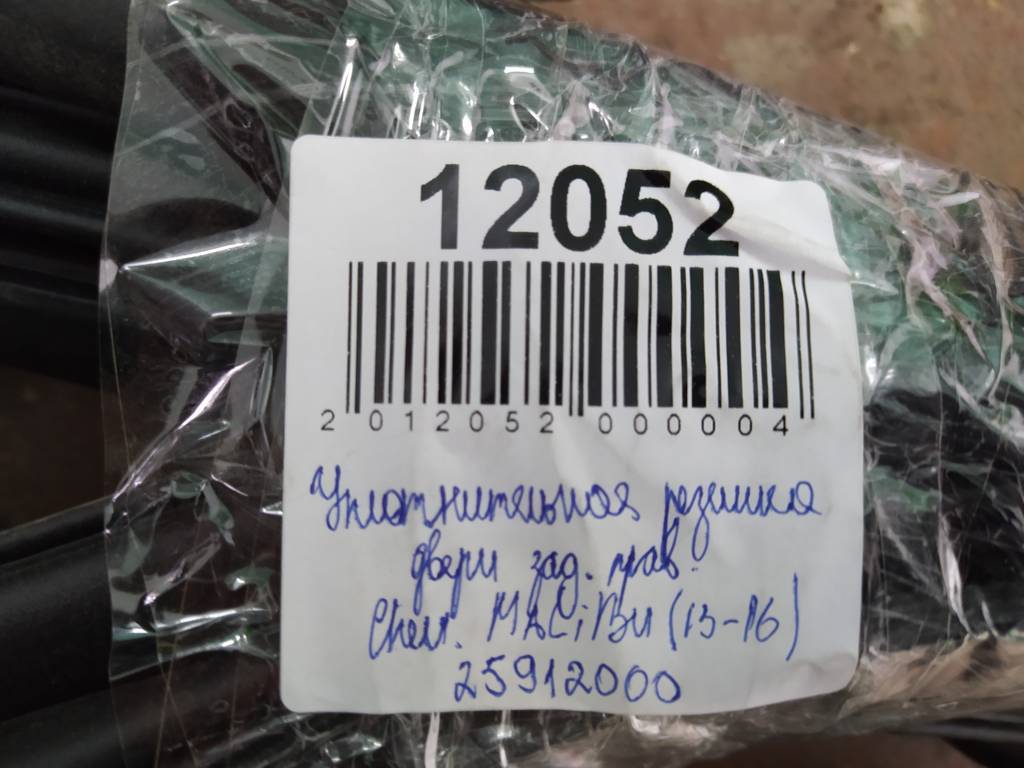 12052
2 012052 000004
Уплотнительная резинка
двери зад. прав.
Chev. MALiBU (13-16)
25912000